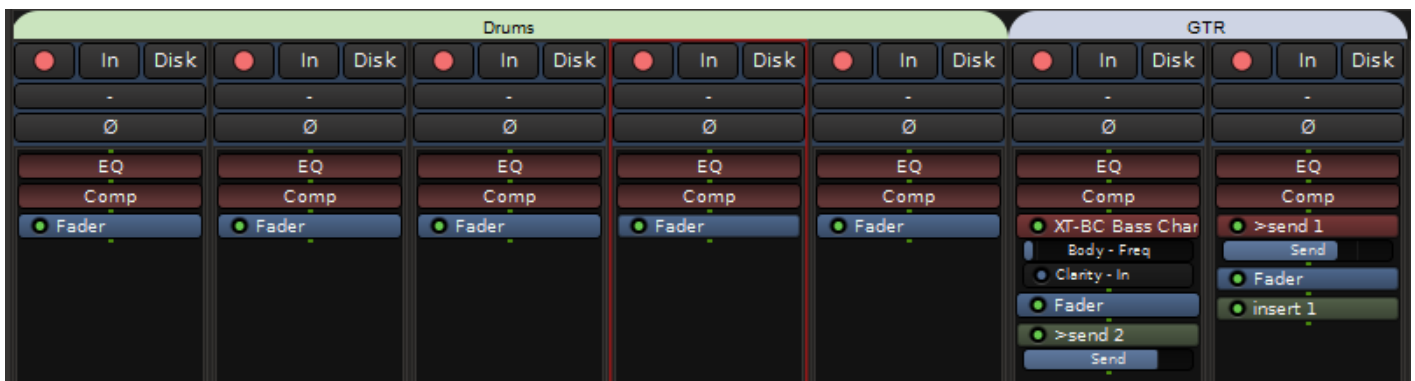 Drums GTR
In Disk In Disk In Disk In Disk In Disk In Disk In Disk
- - - - - - -
Ø Ø Ø Ø Ø Ø Ø
EQ EQ EQ EQ EQ EQ EQ
Comp Comp Comp Comp Comp Comp Comp
Fader Fader Fader Fader Fader XT-BC Bass Char >send 1
Body - Freq Send
Clarity - In Fader
Fader insert 1
>send 2
Send